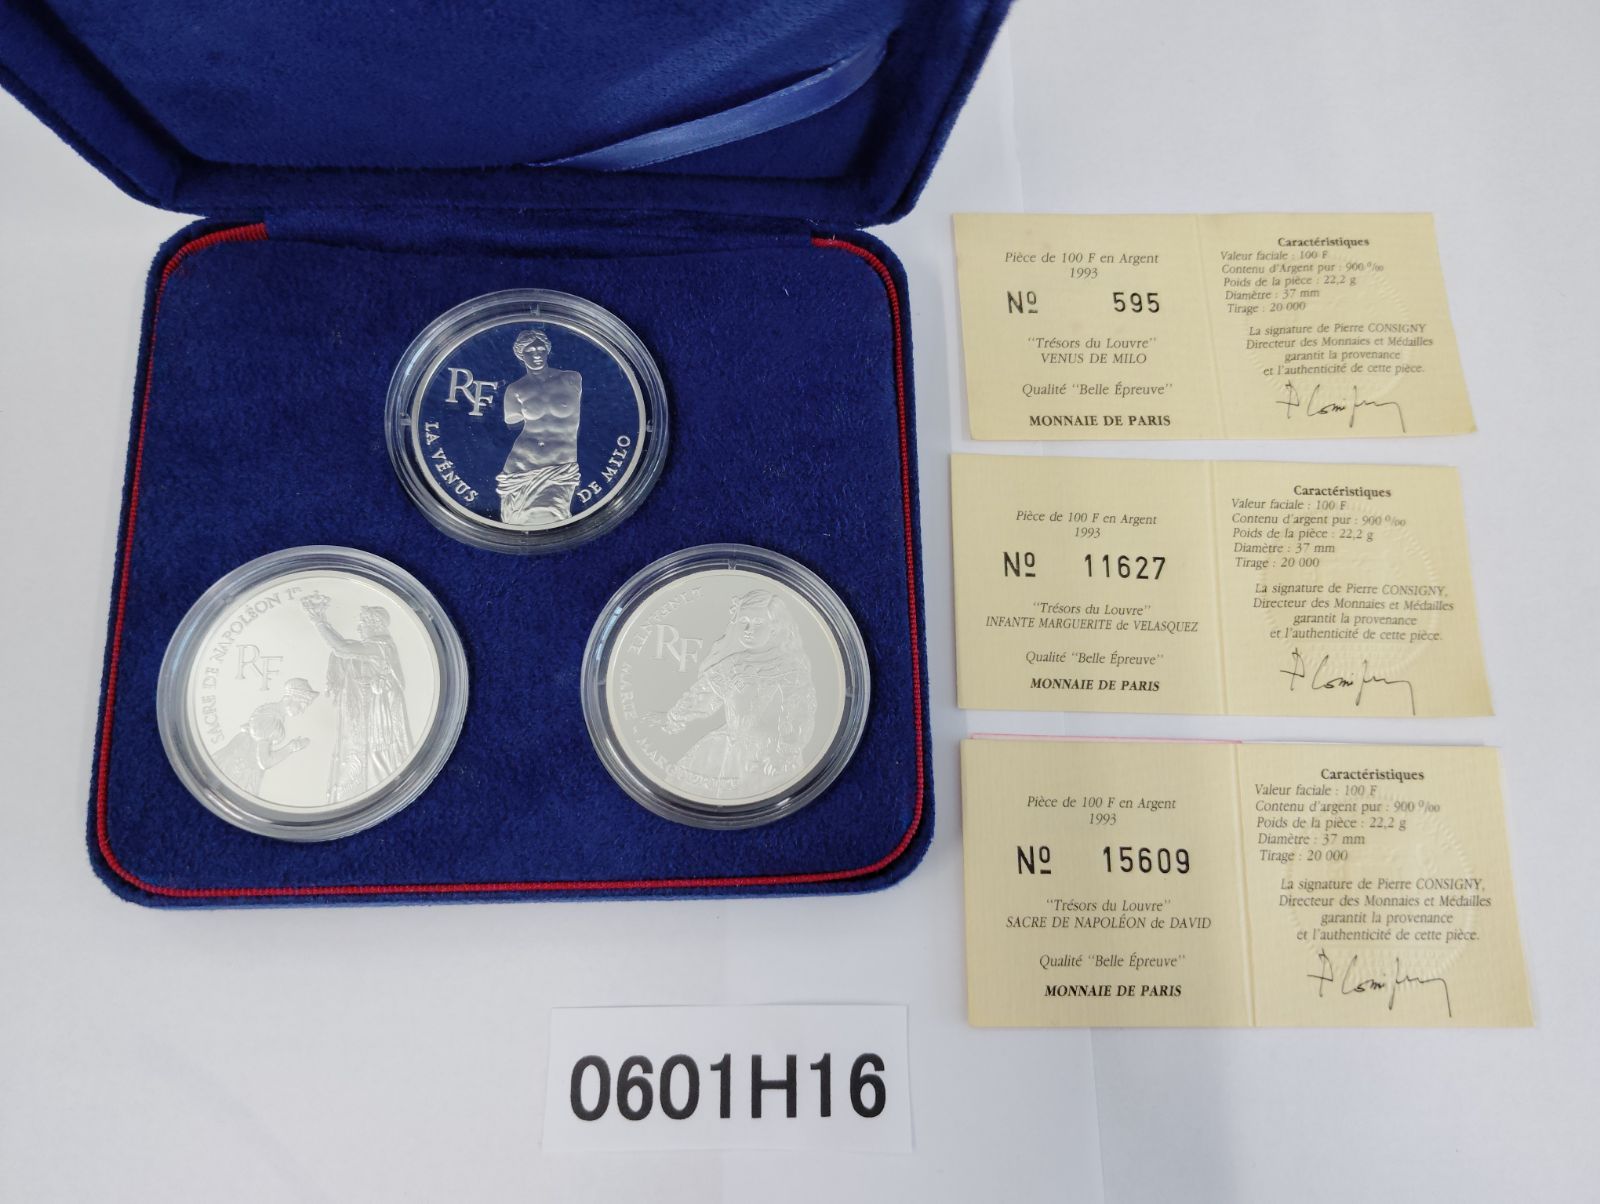 RF
LA VÉNUS DE MILO
SACRE DE NAPOLÉON Ier
RF
L'INFANTE MARIE - MARGUERITE
RF
Pièce de 100 F en Argent
1993
Nº 595
"Trésors du Louvre"
VENUS DE MILO
Qualité "Belle Épreuve"
MONNAIE DE PARIS
Caractéristiques
Valeur faciale : 100 F
Contenu d'Argent pur : 900 ‰
Poids de la pièce : 22,2 g
Diamètre : 37 mm
Tirage : 20 000
La signature de Pierre CONSIGNY
Directeur des Monnaies et Médailles
garantit la provenance
et l'authenticité de cette pièce.
Pièce de 100 F en Argent
1993
Nº 11627
"Trésors du Louvre"
INFANTE MARGUERITE de VELASQUEZ
Qualité "Belle Épreuve"
MONNAIE DE PARIS
Caractéristiques
Valeur faciale : 100 F
Contenu d'argent pur : 900 ‰
Poids de la pièce : 22,2 g
Diamètre : 37 mm
Tirage : 20 000
La signature de Pierre CONSIGNY,
Directeur des Monnaies et Médailles
garantit la provenance
et l'authenticité de cette pièce.
Pièce de 100 F en Argent
1993
Nº 15609
"Trésors du Louvre"
SACRE DE NAPOLÉON de DAVID
Qualité "Belle Épreuve"
MONNAIE DE PARIS
Caractéristiques
Valeur faciale : 100 F
Contenu d'argent pur : 900 ‰
Poids de la pièce : 22,2 g
Diamètre : 37 mm
Tirage : 20 000
La signature de Pierre CONSIGNY,
Directeur des Monnaies et Médailles
garantit la provenance
et l'authenticité de cette pièce.
0601H16